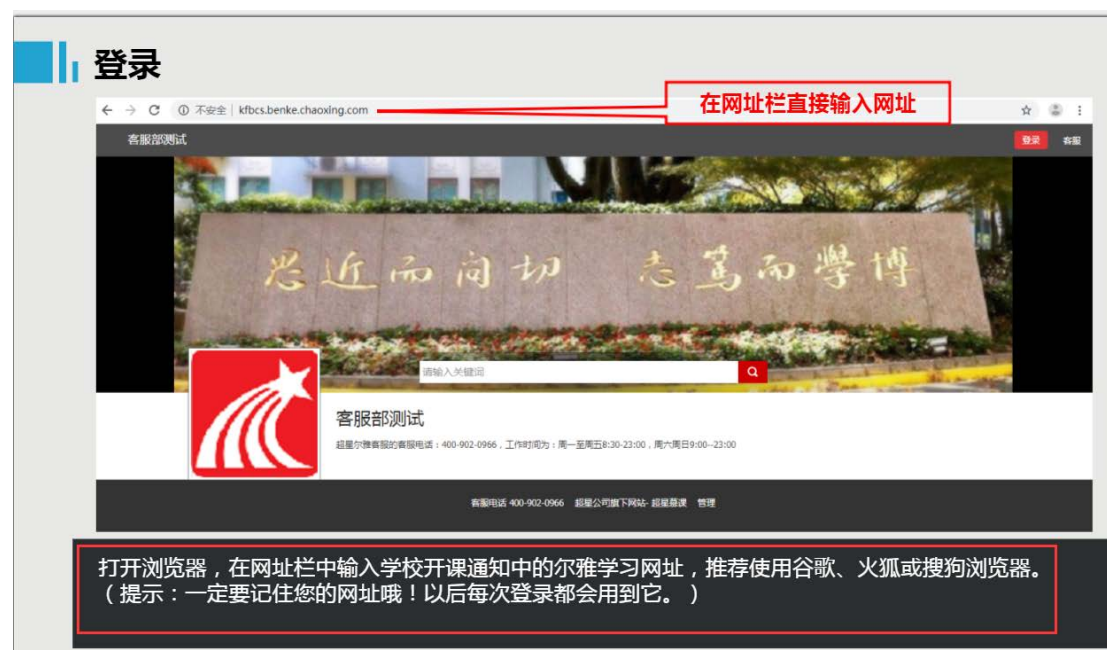 登录
不安全 | kfbcs.benke.chaoxing.com
在网址栏直接输入网址
客服部测试
登录 客服
思近而问切 志篤而學博
请输入关键词
客服部测试
超星尔雅客服的客服电话：400-902-0966，工作时间为：周一至周五8:30-23:00，周六周日9:00--23:00
客服电话 400-902-0966 超星公司旗下网站- 超星慕课 管理
打开浏览器，在网址栏中输入学校开课通知中的尔雅学习网址，推荐使用谷歌、火狐或搜狗浏览器。
（提示：一定要记住您的网址哦！以后每次登录都会用到它。）